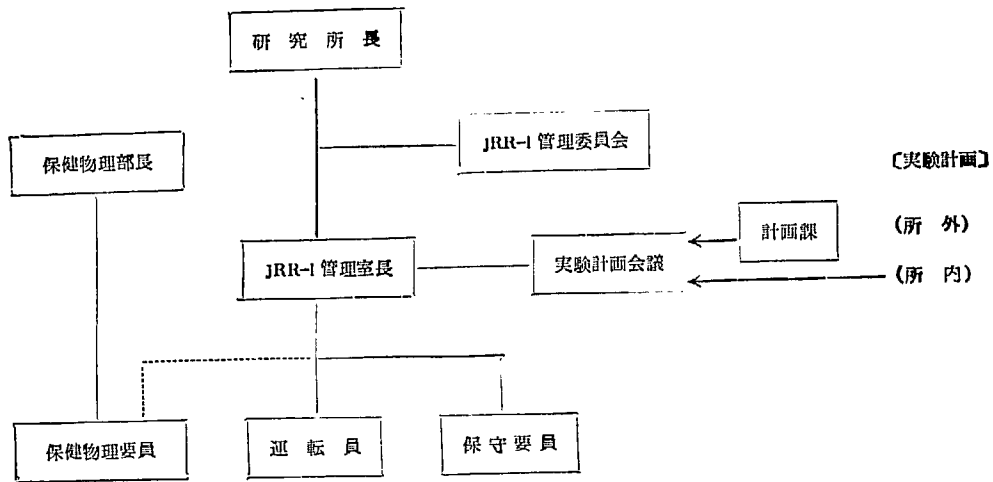 研 究 所 長
JRR-1 管理委員会
保健物理部長
〔実験計画〕
計画課
(所 外)
JRR-1 管理室長
実験計画会議
(所 内)
保健物理要員
運 転 員
保 守 要 員